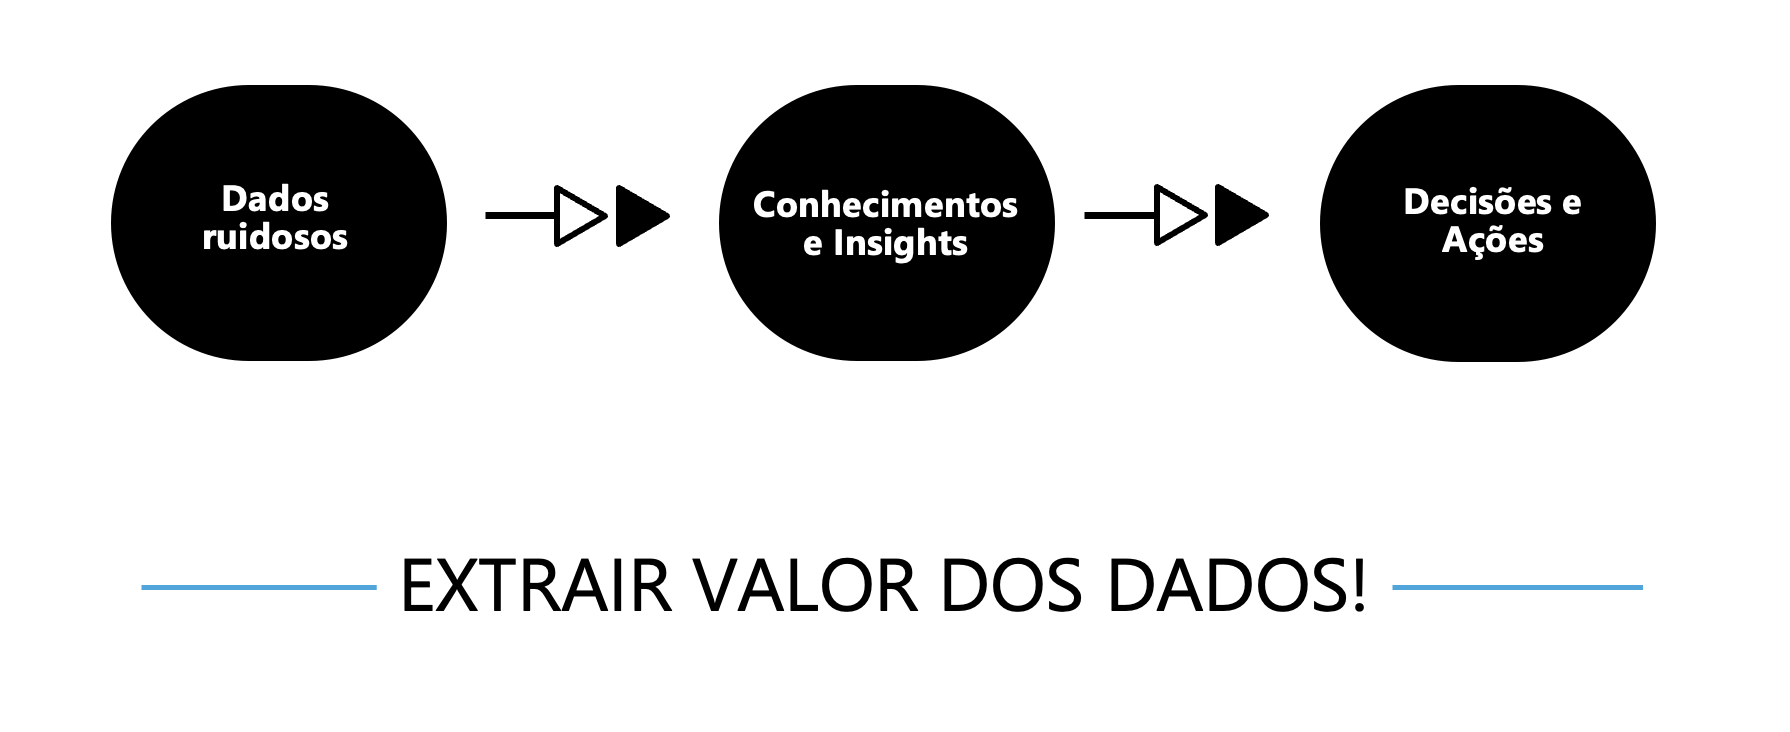 Dados
ruidosos
Conhecimentos
e Insights
Decisões e
Ações
EXTRAIR VALOR DOS DADOS!